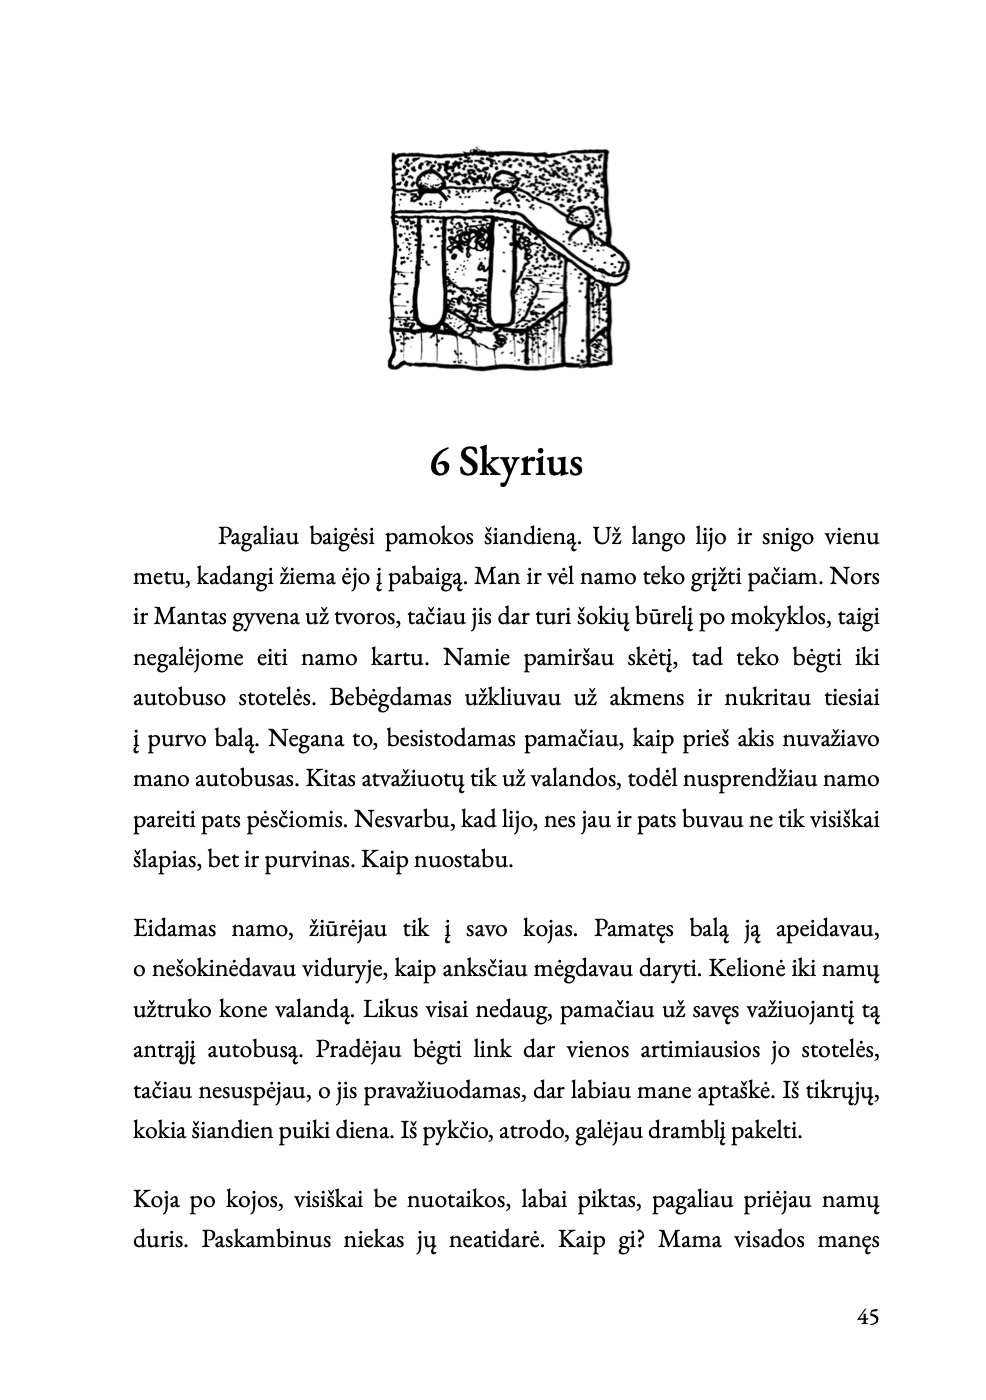 6 Skyrius
Pagaliau baigėsi pamokos šiandieną. Už lango lijo ir snigo vienu
metu, kadangi žiema ėjo į pabaigą. Man ir vėl namo teko grįžti pačiam. Nors
ir Mantas gyvena už tvoros, tačiau jis dar turi šokių būrelį po mokyklos, taigi
negalėjome eiti namo kartu. Namie pamiršau skėtį, tad teko bėgti iki
autobuso stotelės. Bebėgdamas užkliuvau už akmens ir nukritau tiesiai
į purvo balą. Negana to, besistodamas pamačiau, kaip prieš akis nuvažiavo
mano autobusas. Kitas atvažiuotų tik už valandos, todėl nusprendžiau namo
pareiti pats pėsčiomis. Nesvarbu, kad lijo, nes jau ir pats buvau ne tik visiškai
šlapias, bet ir purvinas. Kaip nuostabu.
Eidamas namo, žiūrėjau tik į savo kojas. Pamatęs balą ją apeidavau,
o nešokinėdavau viduryje, kaip anksčiau mėgdavau daryti. Kelionė iki namų
užtruko kone valandą. Likus visai nedaug, pamačiau už savęs važiuojantį tą
antrąjį autobusą. Pradėjau bėgti link dar vienos artimiausios jo stotelės,
tačiau nesuspėjau, o jis pravažiuodamas, dar labiau mane aptaškė. Iš tikrųjų,
kokia šiandien puiki diena. Iš pykčio, atrodo, galėjau dramblį pakelti.
Koja po kojos, visiškai be nuotaikos, labai piktas, pagaliau priėjau namų
duris. Paskambinus niekas jų neatidarė. Kaip gi? Mama visados manęs
45